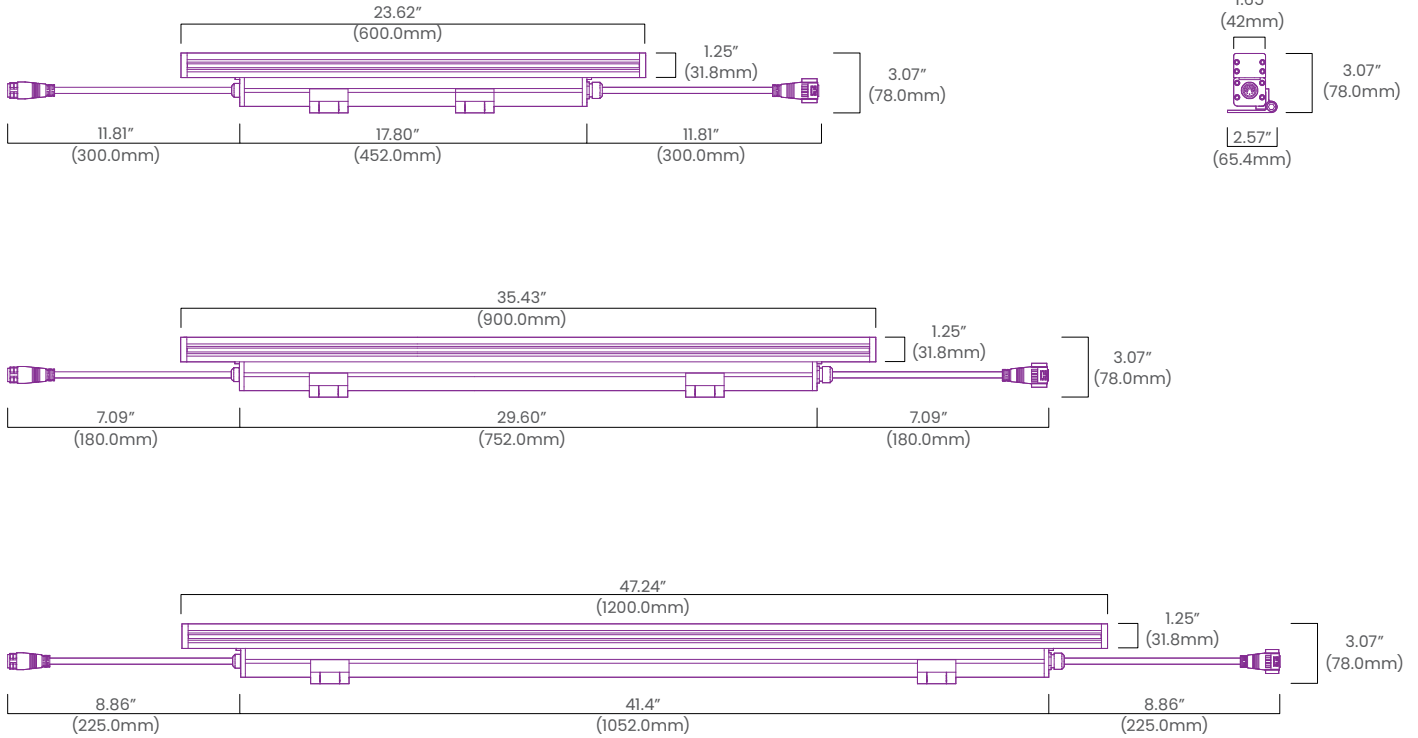 23.62”
(600.0mm)
1.25”
(31.8mm)
3.07”
(78.0mm)
11.81”
(300.0mm)
17.80”
(452.0mm)
11.81”
(300.0mm)
(42mm)
3.07”
(78.0mm)
2.57”
(65.4mm)
35.43”
(900.0mm)
1.25”
(31.8mm)
3.07”
(78.0mm)
7.09”
(180.0mm)
29.60”
(752.0mm)
7.09”
(180.0mm)
47.24”
(1200.0mm)
1.25”
(31.8mm)
3.07”
(78.0mm)
8.86”
(225.0mm)
41.4”
(1052.0mm)
8.86”
(225.0mm)